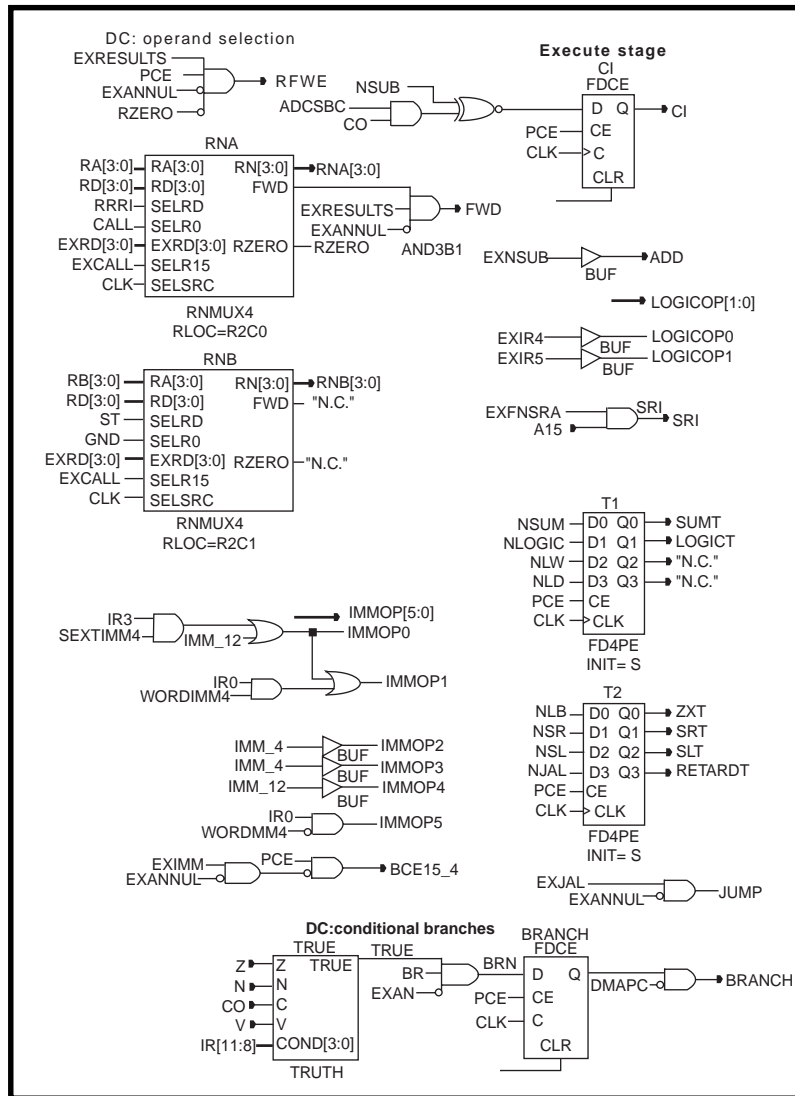 DC: operand selection
EXRESULTS
PCE
EXANNUL
RZERO
RFWE
RNA
RA[3:0] RA[3:0] RN[3:0] RNA[3:0]
RD[3:0] RD[3:0] FWD
RRRI SELRD
CALL SELR0
EXRD[3:0] EXRD[3:0] RZERO RZERO
EXCALL SELR15
CLK SELSRC
RNMUX4
RLOC=R2C0
EXRESULTS
EXANNUL
FWD
AND3B1
RNB
RB[3:0] RA[3:0] RN[3:0] RNB[3:0]
RD[3:0] RD[3:0] FWD "N.C."
ST SELRD
GND SELR0
EXRD[3:0] EXRD[3:0] RZERO "N.C."
EXCALL SELR15
CLK SELSRC
RNMUX4
RLOC=R2C1
IR3
SEXTIMM4
IMM_12
IMMOP[5:0]
IMMOP0
IR0
WORDIMM4
IMMOP1
IMM_4 BUF IMMOP2
IMM_4 BUF IMMOP3
IMM_12 BUF IMMOP4
IR0
WORDMM4
IMMOP5
EXIMM
EXANNUL
PCE
BCE15_4
Execute stage
CI
FDCE
NSUB
ADCSBC
CO
D Q CI
PCE CE
CLK C
CLR
EXNSUB BUF ADD
LOGICOP[1:0]
EXIR4 BUF LOGICOP0
EXIR5 BUF LOGICOP1
EXFNSRA
A15
SRI
SRI
T1
NSUM D0 Q0 SUMT
NLOGIC D1 Q1 LOGICT
NLW D2 Q2 "N.C."
NLD D3 Q3 "N.C."
PCE CE
CLK CLK
FD4PE
INIT= S
T2
NLB D0 Q0 ZXT
NSR D1 Q1 SRT
NSL D2 Q2 SLT
NJAL D3 Q3 RETARDT
PCE CE
CLK CLK
FD4PE
INIT= S
EXJAL
EXANNUL
JUMP
DC:conditional branches
TRUE
Z Z TRUE TRUE
N N
CO C
V V
IR[11:8] COND[3:0]
TRUTH
BR
EXAN
BRN
BRANCH
FDCE
D Q
PCE CE
CLK C
CLR
DMAPC
BRANCH